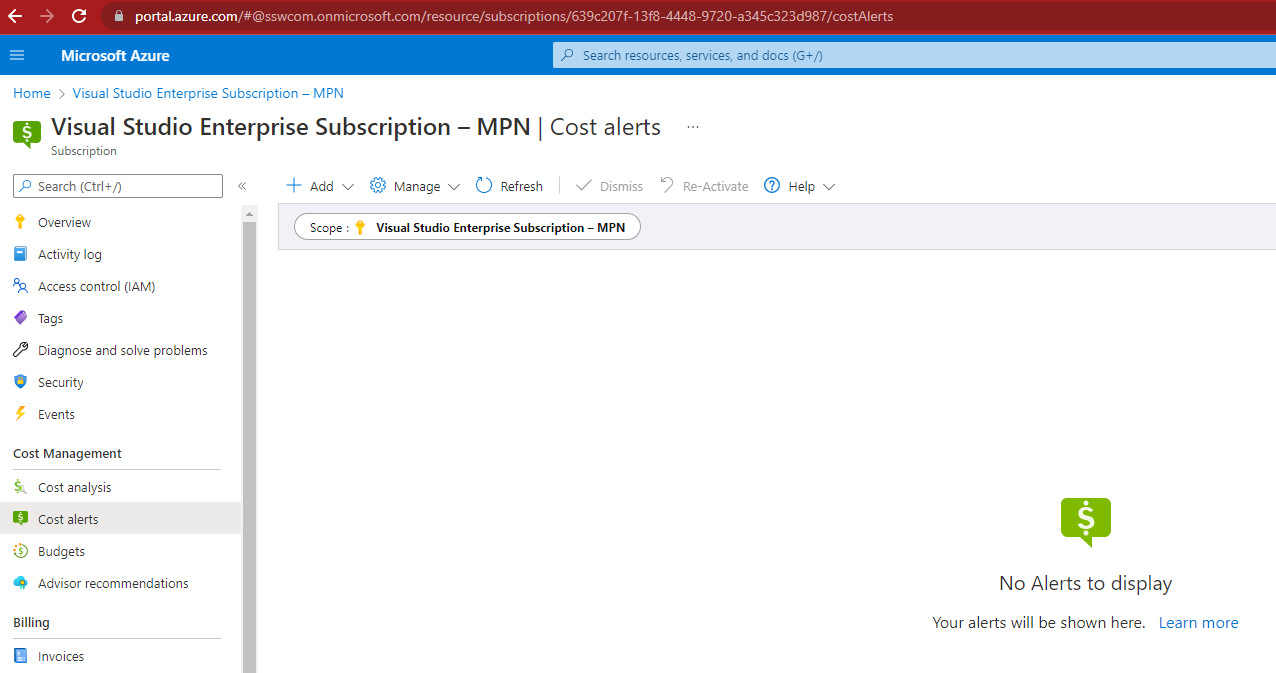 portal.azure.com/#@sswcom.onmicrosoft.com/resource/subscriptions/639c207f-13f8-4448-9720-a345c323d987/costAlerts
Microsoft Azure
Search resources, services, and docs (G+/)
Home > Visual Studio Enterprise Subscription – MPN
Visual Studio Enterprise Subscription – MPN | Cost alerts ...
Subscription
Search (Ctrl+/) «
Add Manage Refresh Dismiss Re-Activate Help
Scope : Visual Studio Enterprise Subscription – MPN
Overview
Activity log
Access control (IAM)
Tags
Diagnose and solve problems
Security
Events
Cost Management
Cost analysis
Cost alerts
Budgets
Advisor recommendations
Billing
Invoices
No Alerts to display
Your alerts will be shown here. Learn more